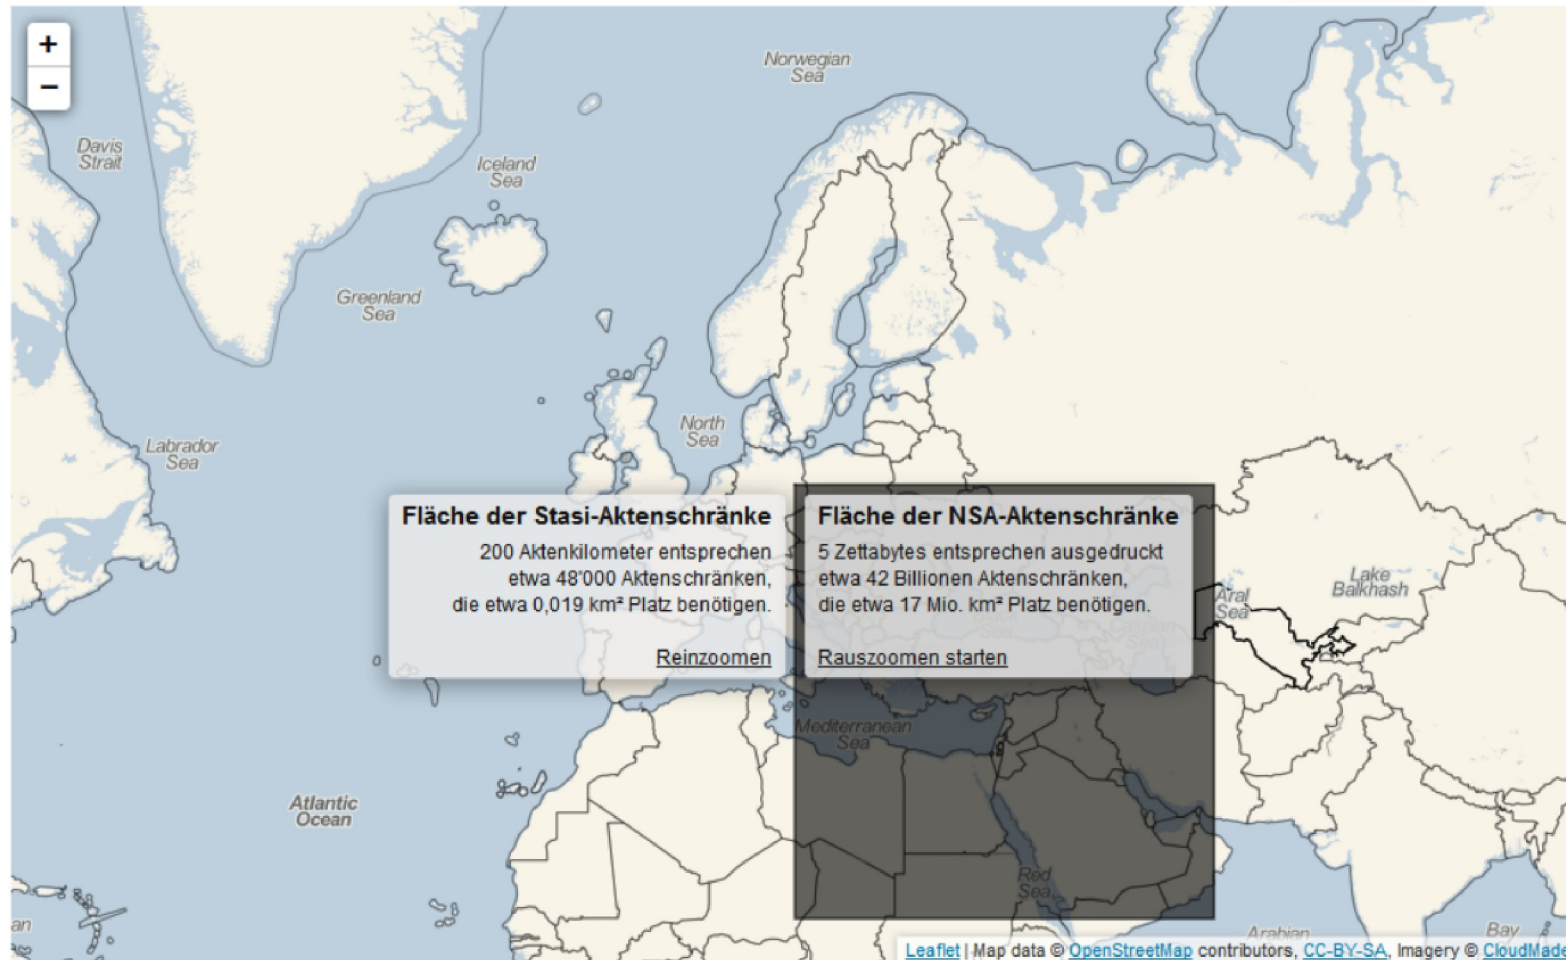 +
−
Norwegian
Sea
Davis
Strait
Iceland
Sea
Greenland
Sea
North
Sea
Labrador
Sea
Fläche der Stasi-Aktenschränke
200 Aktenkilometer entsprechen
etwa 48'000 Aktenschränken,
die etwa 0,019 km² Platz benötigen.
Reinzoomen
Fläche der NSA-Aktenschränke
5 Zettabytes entsprechen ausgedruckt
etwa 42 Billionen Aktenschränken,
die etwa 17 Mio. km² Platz benötigen.
Rauszoomen starten
Aral
Sea
Lake
Balkhash
Mediterranean
Sea
Atlantic
Ocean
Red
Sea
an
Arabian
Bay
Leaflet | Map data © OpenStreetMap contributors, CC-BY-SA, Imagery © CloudMade